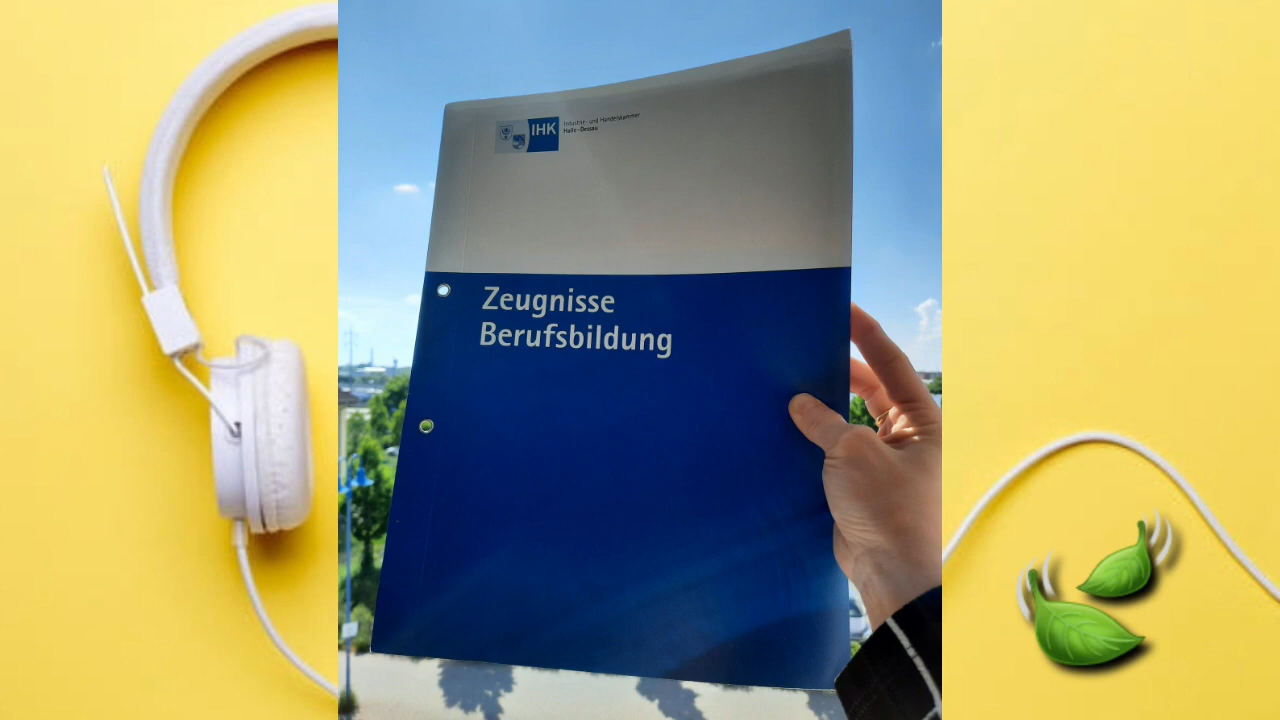 IHK
Industrie- und Handelskammer
Halle-Dessau
Zeugnisse
Berufsbildung